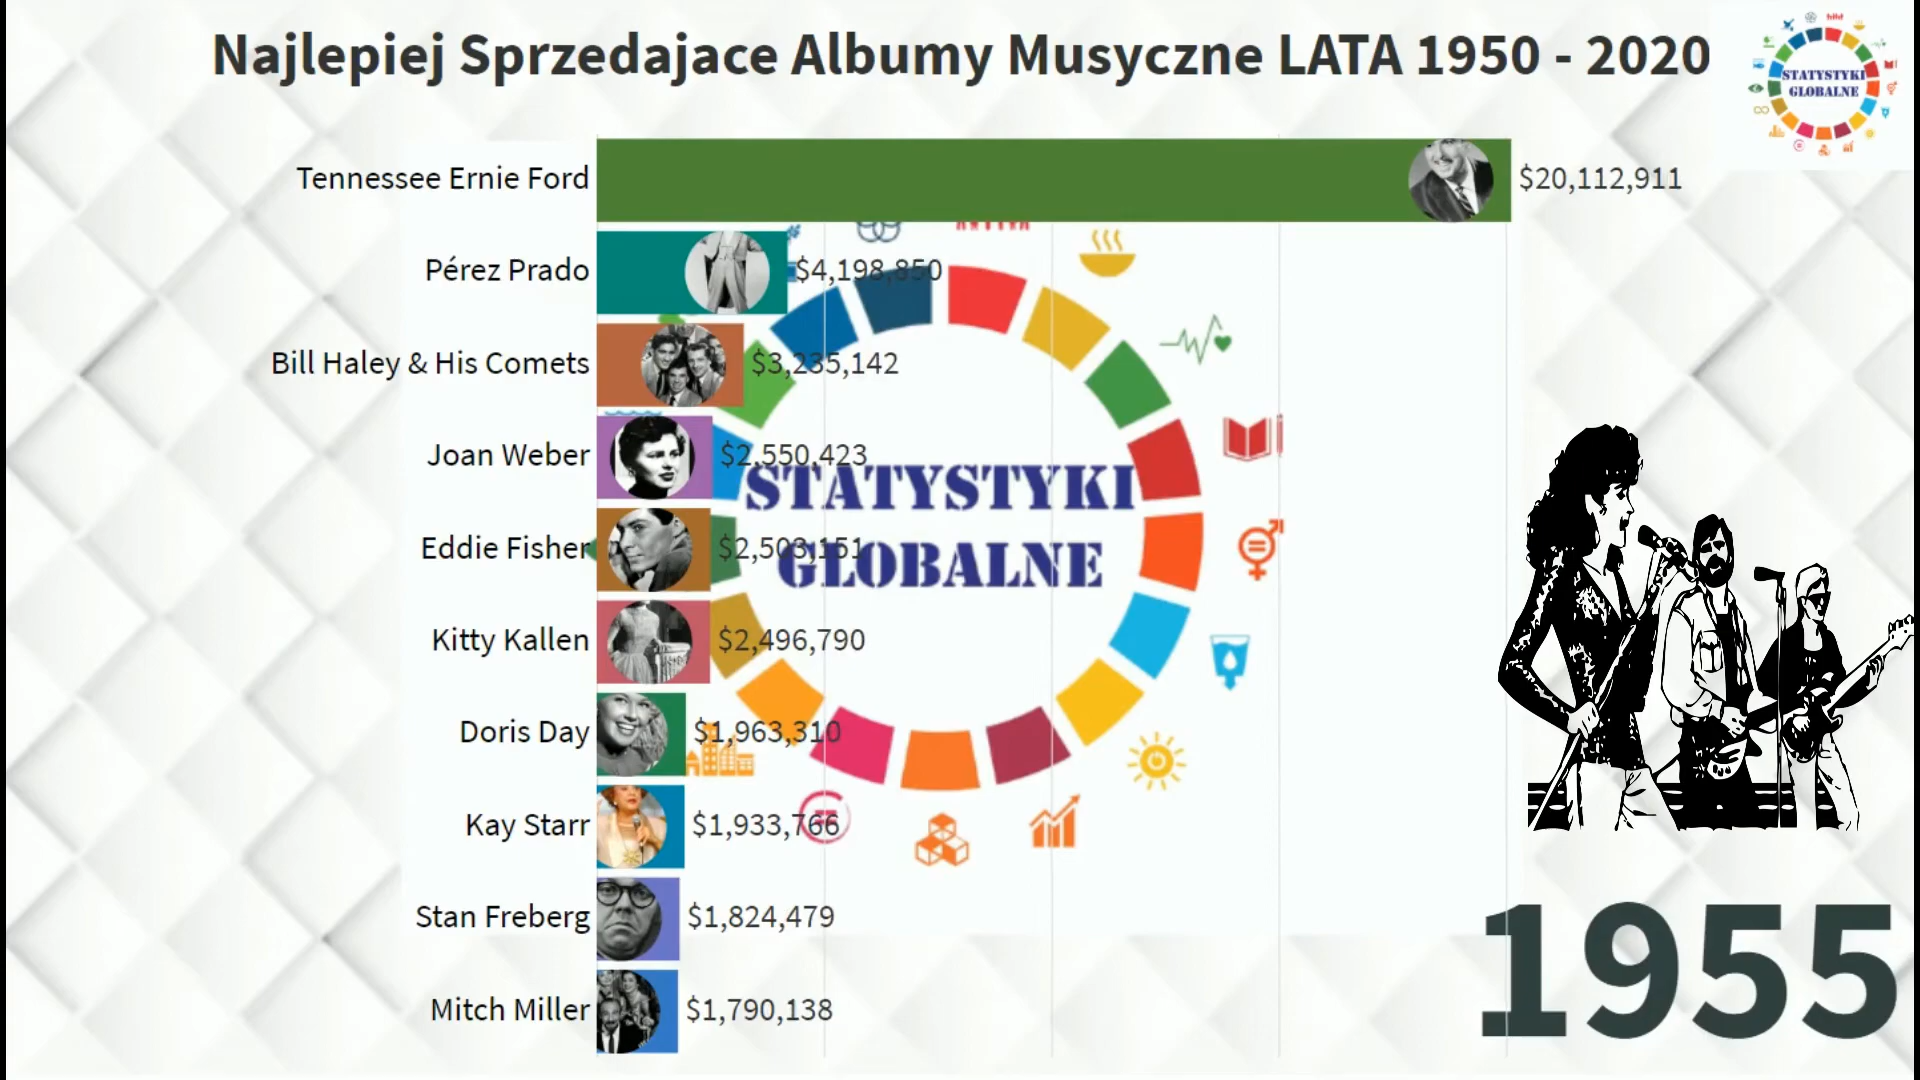 Najlepiej Sprzedajace Albumy Musyczne LATA 1950 - 2020
STATYSTYKI
GLOBALNE
Tennessee Ernie Ford $20,112,911
Pérez Prado $4,198,850
Bill Haley & His Comets $3,235,142
Joan Weber $2,550,423
STATYSTYKI
Eddie Fisher $2,503,151
GLOBALNE
Kitty Kallen $2,496,790
Doris Day $1,963,310
Kay Starr $1,933,766
Stan Freberg $1,824,479
Mitch Miller $1,790,138
1955